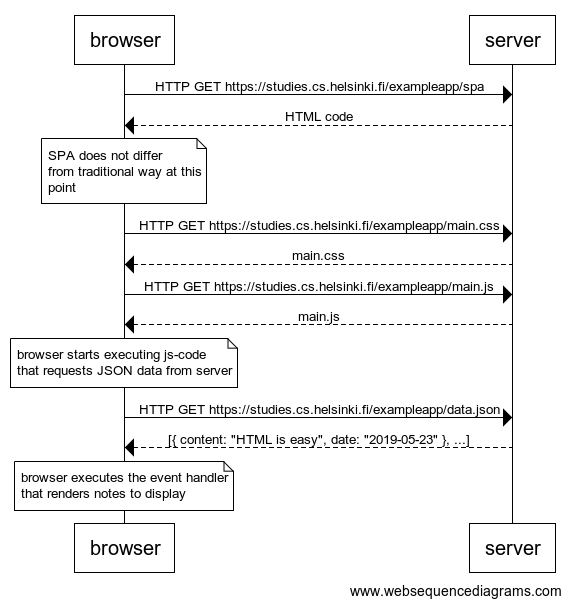 browser server
HTTP GET https://studies.cs.helsinki.fi/exampleapp/spa
HTML code
SPA does not differ
from traditional way at this
point
HTTP GET https://studies.cs.helsinki.fi/exampleapp/main.css
main.css
HTTP GET https://studies.cs.helsinki.fi/exampleapp/main.js
main.js
browser starts executing js-code
that requests JSON data from server
HTTP GET https://studies.cs.helsinki.fi/exampleapp/data.json
[{ content: "HTML is easy", date: "2019-05-23" }, ...]
browser executes the event handler
that renders notes to display
browser server
www.websequencediagrams.com